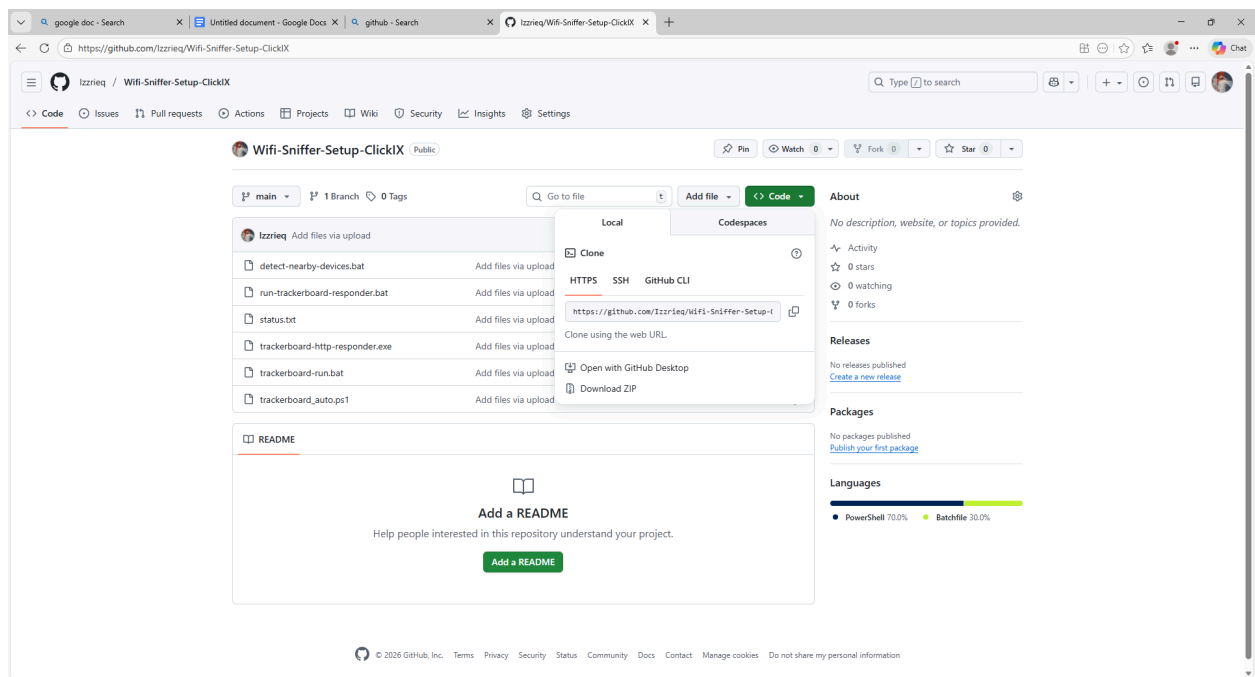 google doc - Search
Untitled document - Google Docs
github - Search
Izzrieq/Wifi-Sniffer-Setup-ClickIX
https://github.com/Izzrieq/Wifi-Sniffer-Setup-ClickIX
Chat
Izzrieq / Wifi-Sniffer-Setup-ClickIX
Type / to search
Code Issues Pull requests Actions Projects Wiki Security Insights Settings
Wifi-Sniffer-Setup-ClickIX Public
Pin Watch 0 Fork 0 Star 0
main 1 Branch 0 Tags
Go to file t
Add file
Code
Izzrieq Add files via upload
detect-nearby-devices.bat Add files via upload
run-trackerboard-responder.bat Add files via upload
status.txt Add files via upload
trackerboard-http-responder.exe Add files via upload
trackerboard-run.bat Add files via upload
trackerboard_auto.ps1 Add files via upload
Local Codespaces
Clone
HTTPS SSH GitHub CLI
https://github.com/Izzrieq/Wifi-Sniffer-Setup-
Clone using the web URL.
Open with GitHub Desktop
Download ZIP
README
Add a README
Help people interested in this repository understand your project.
Add a README
About
No description, website, or topics provided.
Activity
0 stars
0 watching
0 forks
Releases
No releases published
Create a new release
Packages
No packages published
Publish your first package
Languages
PowerShell 70.0% Batchfile 30.0%
© 2026 GitHub, Inc. Terms Privacy Security Status Community Docs Contact Manage cookies Do not share my personal information